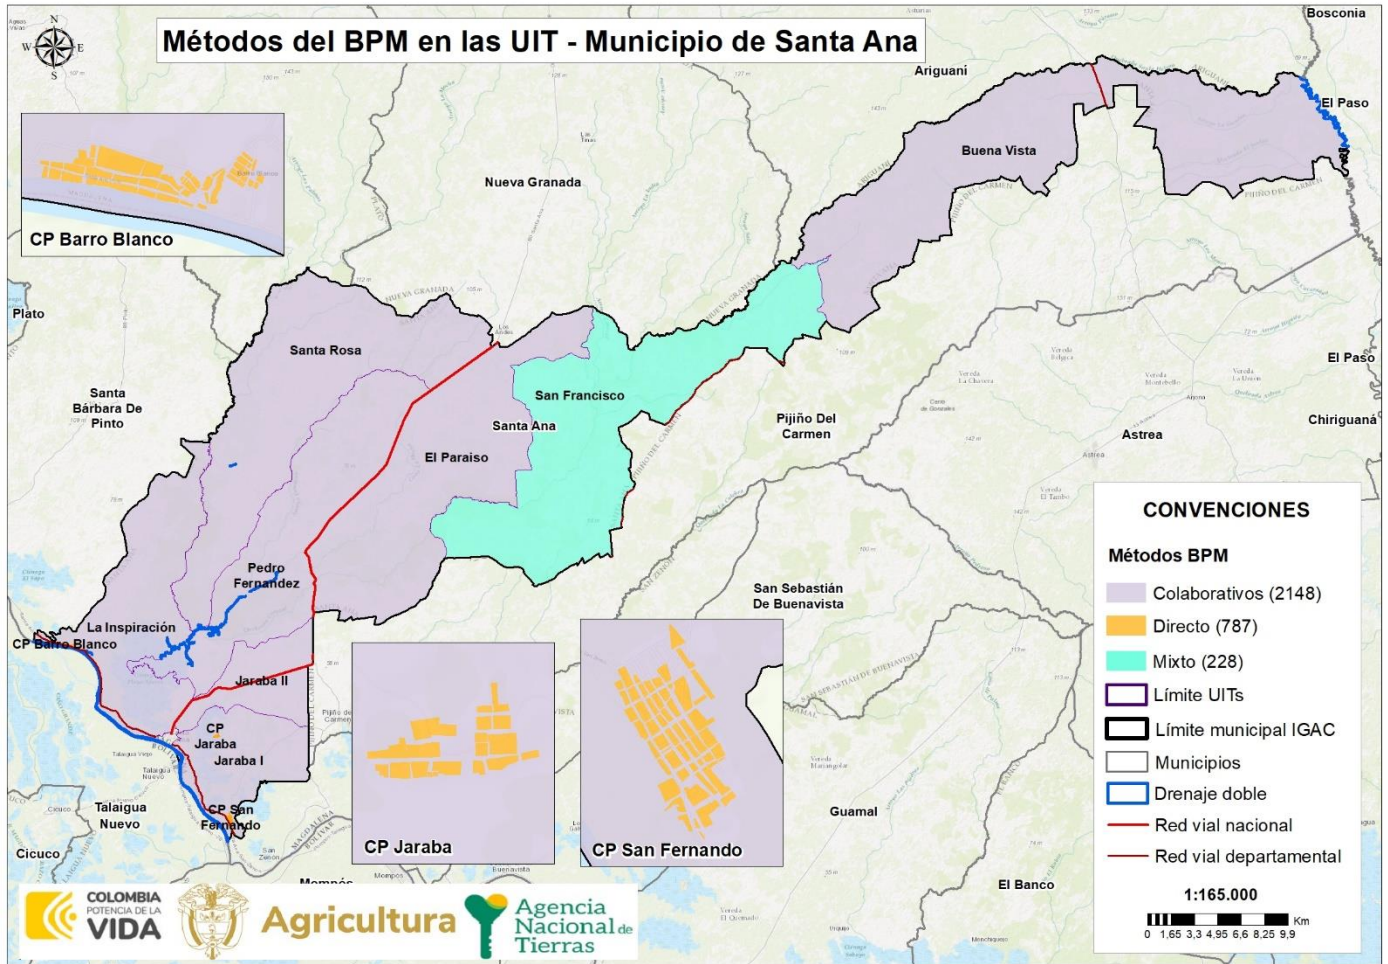 Métodos del BPM en las UIT - Municipio de Santa Ana
N
W
E
S
Bosconia
Ariguaní
El Paso
Buena Vista
Nueva Granada
CP Barro Blanco
Plato
Santa Rosa
Santa
Bárbara De
Pinto
San Francisco
Santa Ana
El Paraiso
Pijiño Del
Carmen
El Paso
Chiriguaná
Astrea
Pedro
Fernandez
La Inspiración
CP Barro Blanco
Jaraba II
CP
Jaraba
Jaraba I
CP San
Fernando
Talaigua
Nuevo
Cicuco
San Sebastián
De Buenavista
Guamal
El Banco
Mompós
CP Jaraba
CP San Fernando
CONVENCIONES
Métodos BPM
Colaborativos (2148)
Directo (787)
Mixto (228)
Límite UITs
Límite municipal IGAC
Municipios
Drenaje doble
Red vial nacional
Red vial departamental
1:165.000
Km
0 1,65 3,3 4,95 6,6 8,25 9,9
COLOMBIA
POTENCIA DE LA
VIDA
Agricultura
Agencia
Nacional de
Tierras